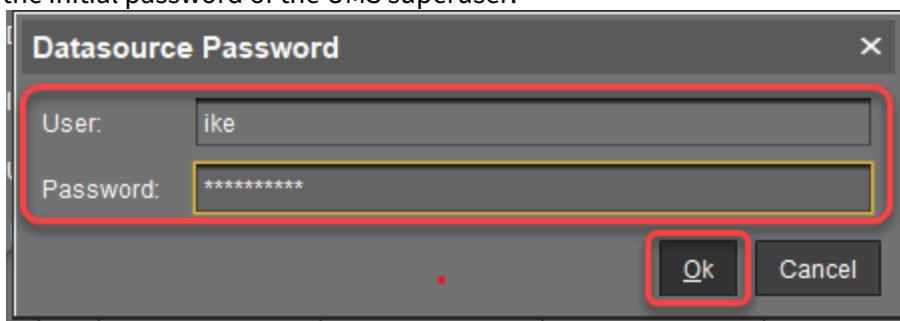 the initial password of the UMS superuser.
Datasource Password ×
User: ike
Password: **********
Ok Cancel